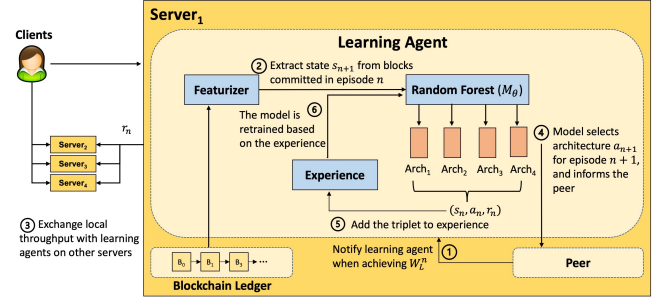 Server₁
Clients
Learning Agent
② Extract state sₙ₊₁ from blocks
committed in episode n
Featurizer
Random Forest (M_θ)
⑥
The model is
retrained based
on the experience
rₙ
Server₂
Server₃
Server₄
④ Model selects
architecture aₙ₊₁
for episode n + 1,
and informs the
peer
Experience
Arch₁ Arch₂ Arch₃ Arch₄
(sₙ, aₙ, rₙ)
⑤ Add the triplet to experience
③ Exchange local
throughput with learning
agents on other servers
Notify learning agent ①
when achieving W_L^n
B₀ B₁ B₃ ···
Peer
Blockchain Ledger